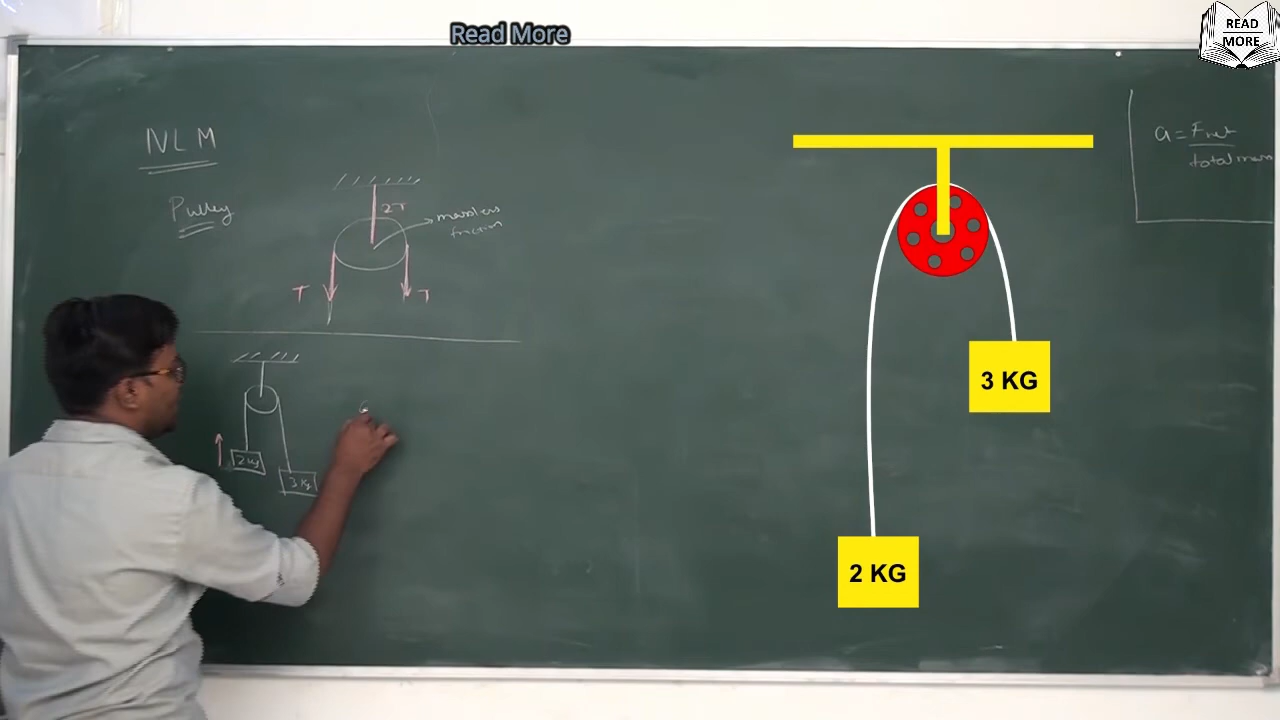 Read More
READ
MORE
NLM
Pulley
2T
massless
friction
T
T
2 kg
3 kg
a = Fnet
total mass
3 KG
2 KG